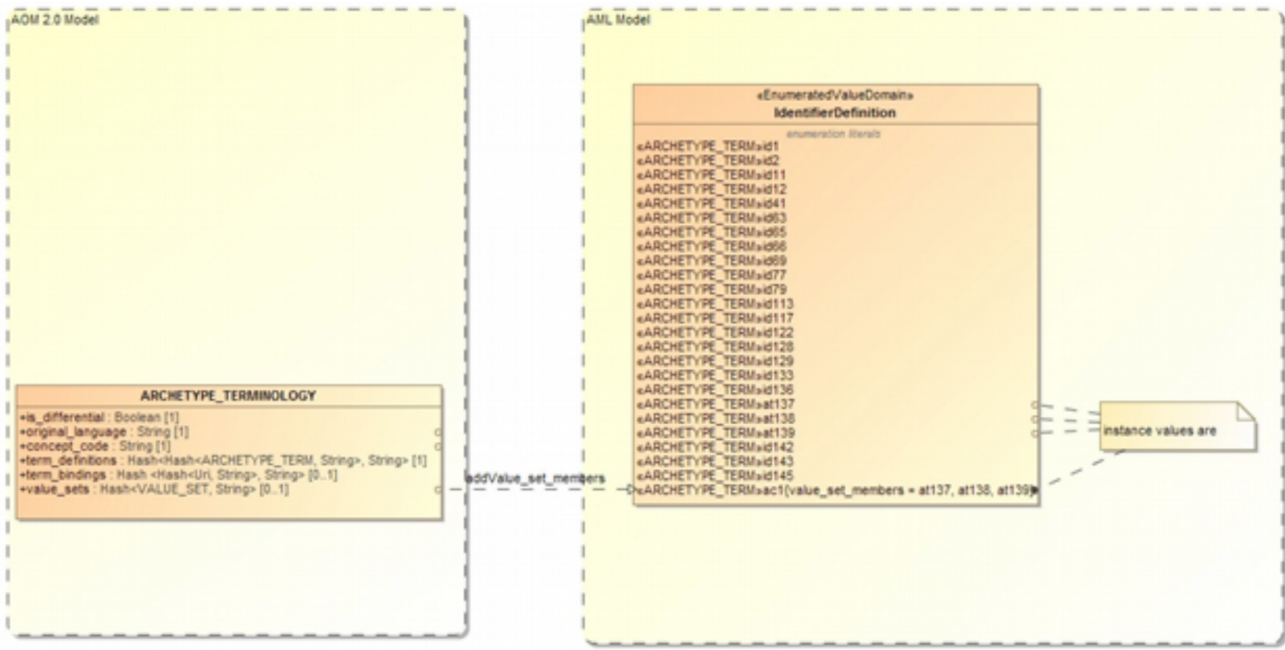 AOM 2.0 Model
ARCHETYPE_TERMINOLOGY
+is_differential : Boolean [1]
+original_language : String [1]
+concept_code : String [1]
+term_definitions : Hash<Hash<ARCHETYPE_TERM, String>, String> [1]
+term_bindings : Hash <Hash<Uri, String>, String> [0..1]
+value_sets : Hash<VALUE_SET, String> [0..1]
addValue_set_members
AML Model
«EnumeratedValueDomain»
IdentifierDefinition
enumeration literals
«ARCHETYPE_TERM»id1
«ARCHETYPE_TERM»id2
«ARCHETYPE_TERM»id11
«ARCHETYPE_TERM»id12
«ARCHETYPE_TERM»id41
«ARCHETYPE_TERM»id63
«ARCHETYPE_TERM»id65
«ARCHETYPE_TERM»id66
«ARCHETYPE_TERM»id69
«ARCHETYPE_TERM»id77
«ARCHETYPE_TERM»id79
«ARCHETYPE_TERM»id113
«ARCHETYPE_TERM»id117
«ARCHETYPE_TERM»id122
«ARCHETYPE_TERM»id128
«ARCHETYPE_TERM»id129
«ARCHETYPE_TERM»id133
«ARCHETYPE_TERM»id136
«ARCHETYPE_TERM»at137
«ARCHETYPE_TERM»at138
«ARCHETYPE_TERM»at139
«ARCHETYPE_TERM»id142
«ARCHETYPE_TERM»id143
«ARCHETYPE_TERM»id145
«ARCHETYPE_TERM»ac1{value_set_members = at137, at138, at139}
instance values are